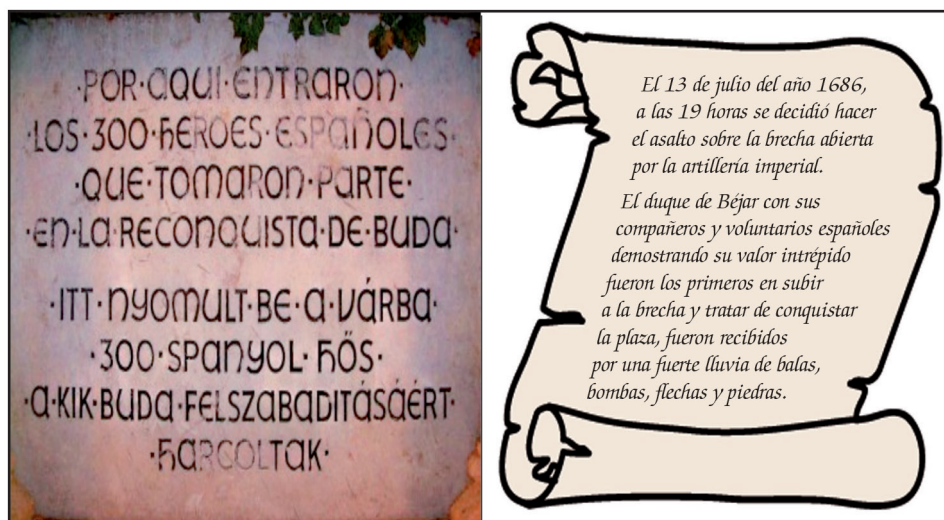 ·POR·AQUI·ENTRARON·
·LOS·300·HEROES·ESPAÑOLES·
·QUE·TOMARON·PARTE·
·EN·LA·RECONQUISTA·DE·BUDA·
·ITT·NYOMULT·BE·A·VÁRBA·
·300·SPANYOL·HŐS·
·A·KIK·BUDA·FELSZABADITÁSÁÉRT·
·HARCOLTAK·
El 13 de julio del año 1686,
a las 19 horas se decidió hacer
el asalto sobre la brecha abierta
por la artillería imperial.
El duque de Béjar con sus
compañeros y voluntarios españoles
demostrando su valor intrépido
fueron los primeros en subir
a la brecha y tratar de conquistar
la plaza, fueron recibidos
por una fuerte lluvia de balas,
bombas, flechas y piedras.